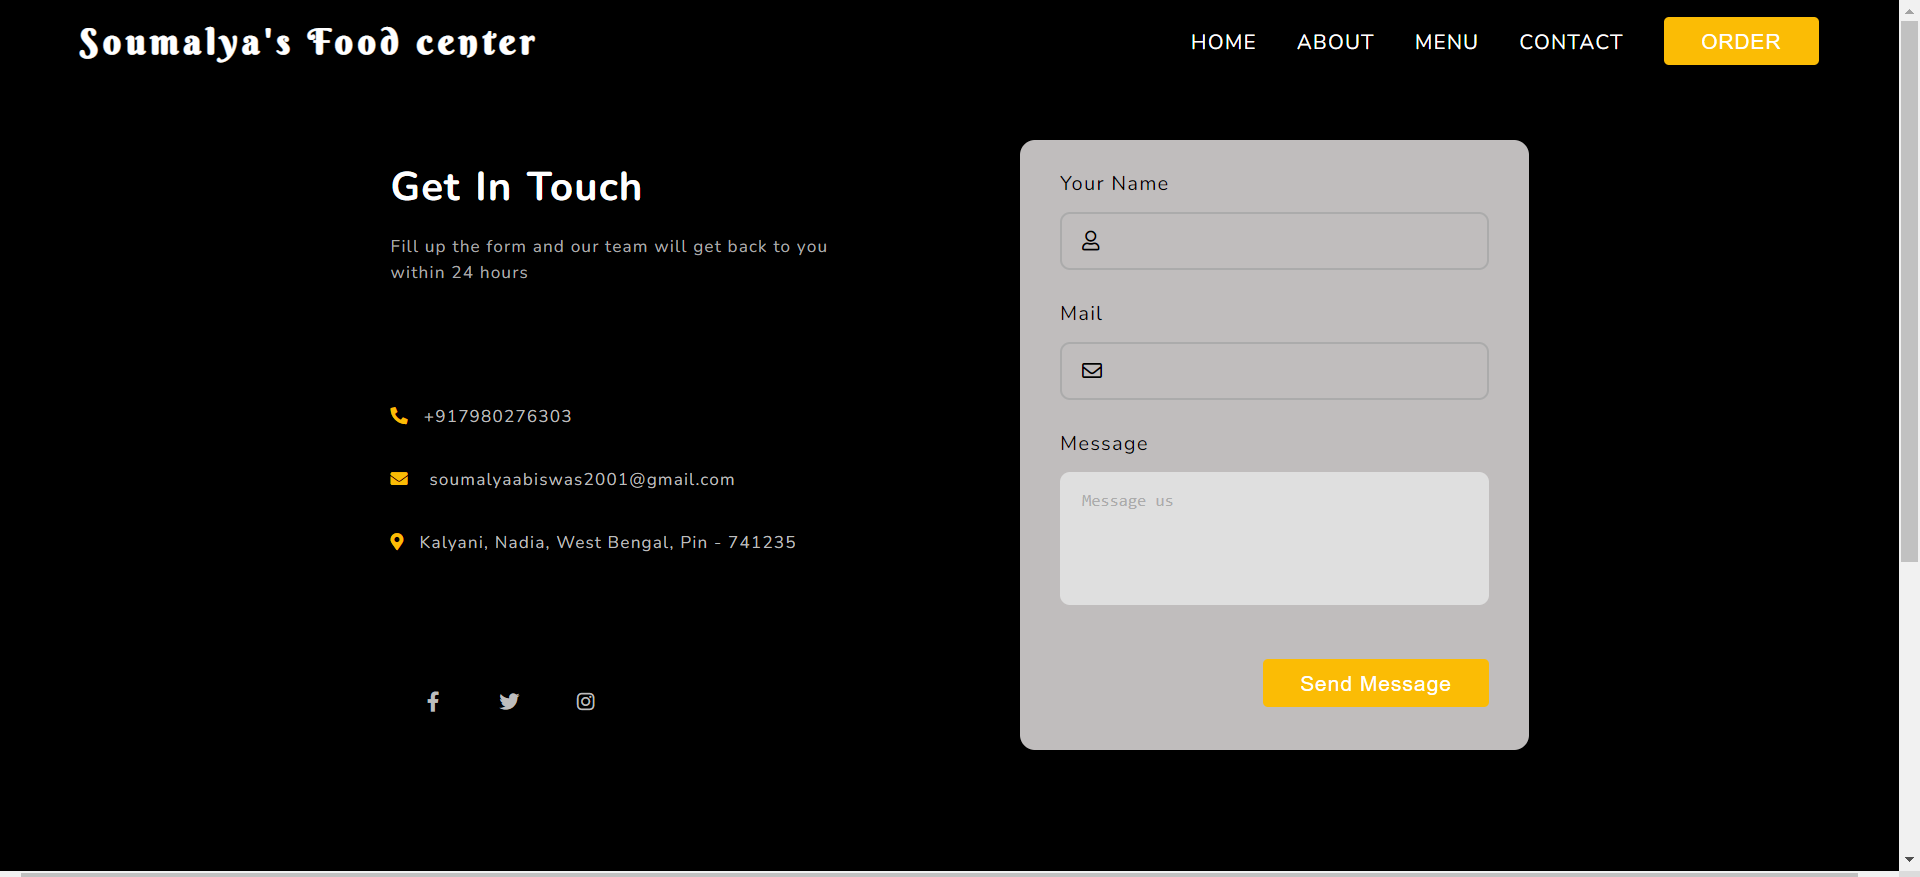 Soumalya's Food center
HOME ABOUT MENU CONTACT ORDER
Get In Touch
Fill up the form and our team will get back to you
within 24 hours
+917980276303
soumalyaabiswas2001@gmail.com
Kalyani, Nadia, West Bengal, Pin - 741235
Your Name
Mail
Message
Message us
Send Message